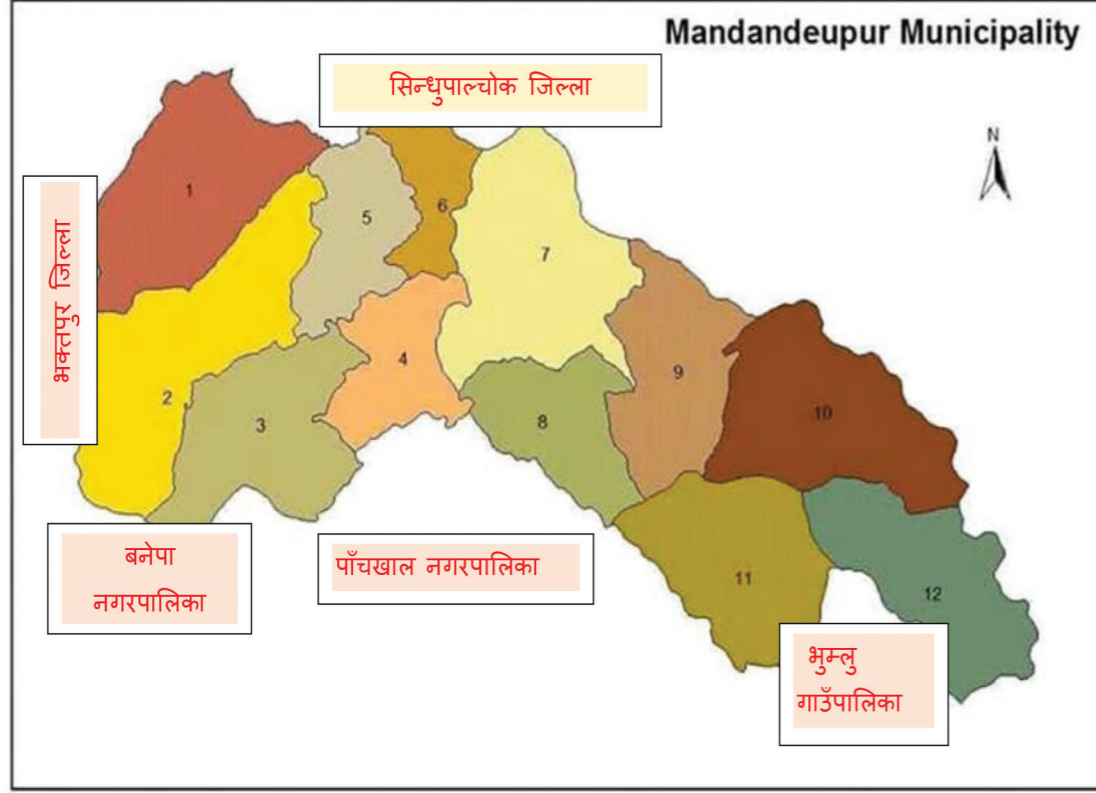 Mandandeupur Municipality
सिन्धुपाल्चोक जिल्ला
N
1
5
6
भक्तपुर जिल्ला
7
2
3
4
8
9
10
बनेपा
नगरपालिका
पाँचखाल नगरपालिका
11
12
भुम्लु
गाउँपालिका